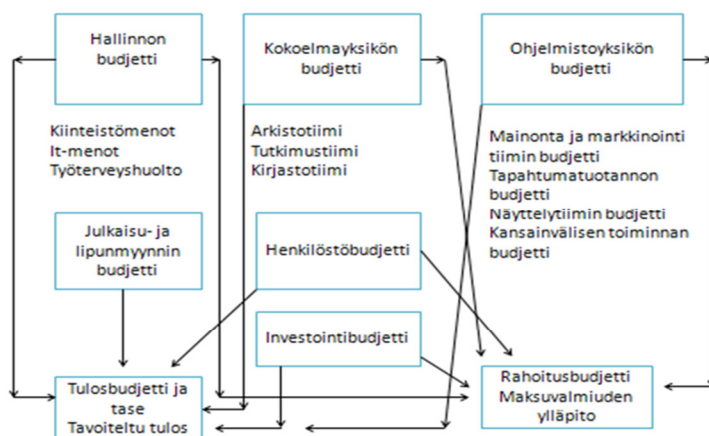 Hallinnon
budjetti
Kokoelmayksikön
budjetti
Ohjelmistoyksikön
budjetti
Kiinteistömenot
It-menot
Työterveyshuolto
Arkistotiimi
Tutkimustiimi
Kirjastotiimi
Mainonta ja markkinointi
tiimin budjetti
Tapahtumatuotannon
budjetti
Näyttelytiimin budjetti
Kansainvälisen toiminnan
budjetti
Julkaisu- ja
lipunmyynnin
budjetti
Henkilöstöbudjetti
Investointibudjetti
Tulosbudjetti ja
tase
Tavoiteltu tulos
Rahoitusbudjetti
Maksuvalmiuden
ylläpito